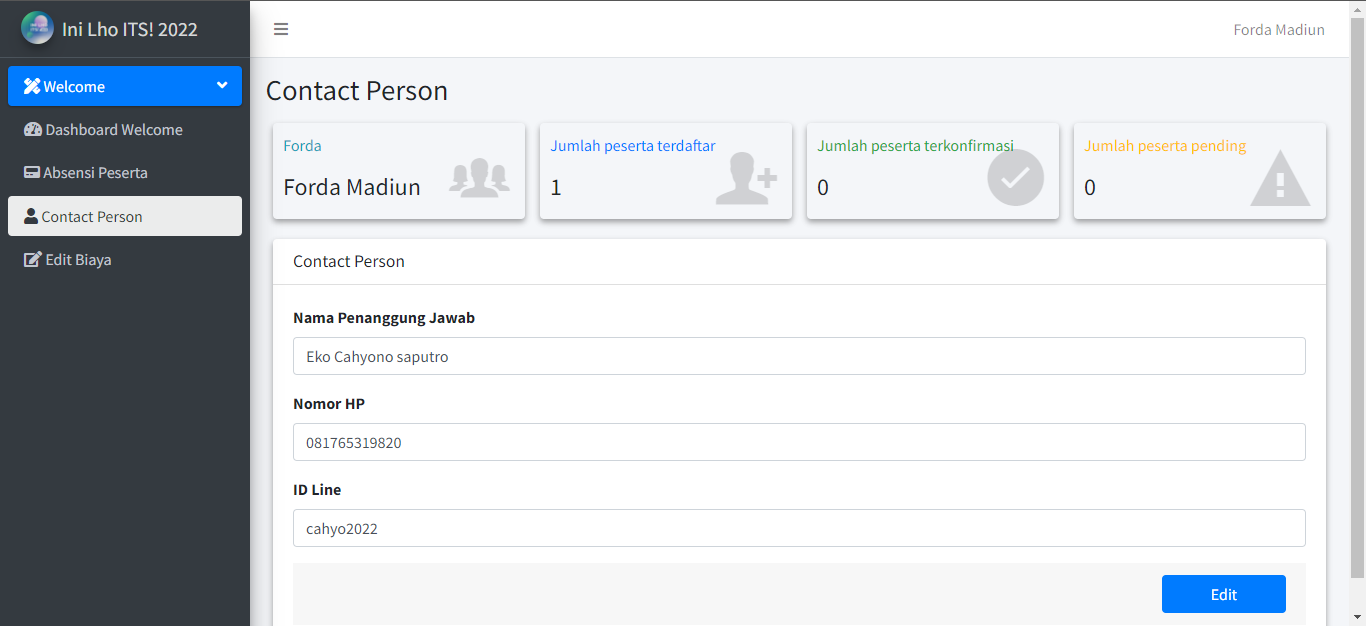 Ini Lho ITS! 2022
Forda Madiun
Welcome
Dashboard Welcome
Absensi Peserta
Contact Person
Edit Biaya
Contact Person
Forda
Forda Madiun
Jumlah peserta terdaftar
1
Jumlah peserta terkonfirmasi
0
Jumlah peserta pending
0
Contact Person
Nama Penanggung Jawab
Eko Cahyono saputro
Nomor HP
081765319820
ID Line
cahyo2022
Edit